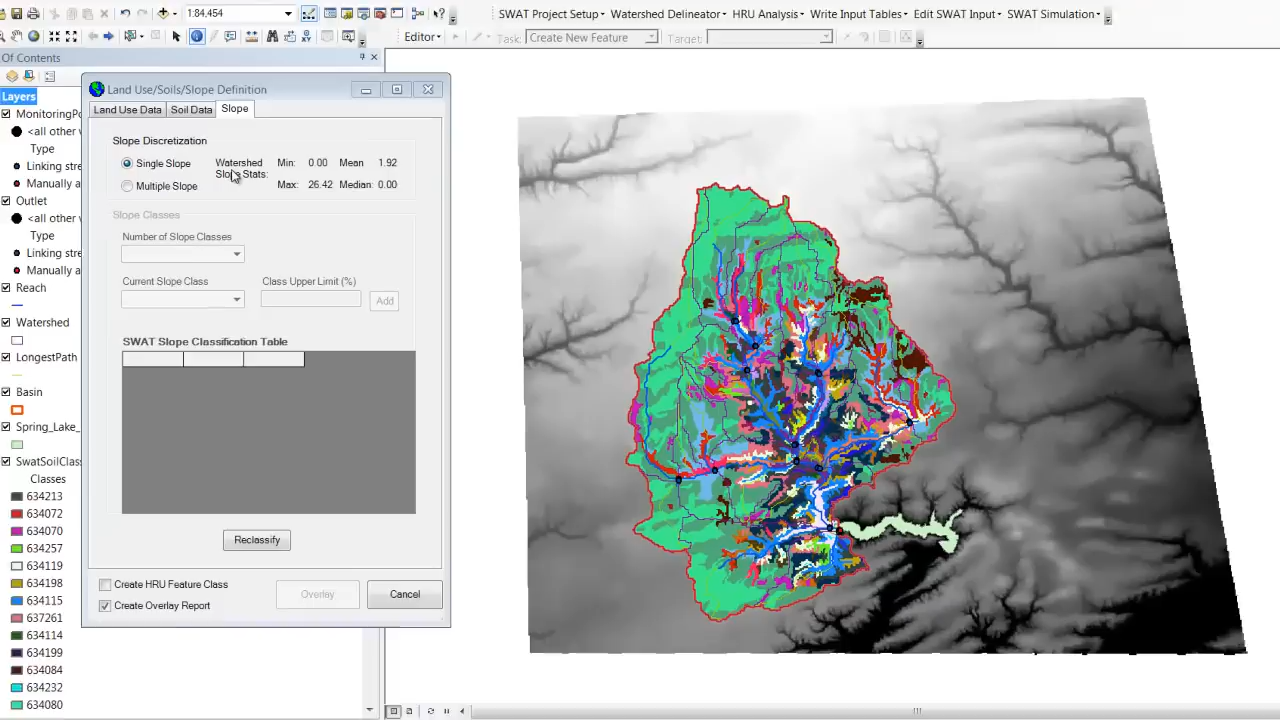 1:84,454
SWAT Project Setup
Watershed Delineator
HRU Analysis
Write Input Tables
Edit SWAT Input
SWAT Simulation
Editor
Task:
Create New Feature
Target:
Of Contents
Layers
MonitoringPo
<all other v
Type
Linking stre
Manually a
Outlet
<all other v
Type
Linking stre
Manually a
Reach
Watershed
LongestPath
Basin
Spring_Lake_
SwatSoilClass
Classes
634213
634072
634070
634257
634119
634198
634115
637261
634114
634199
634084
634232
634080
Land Use/Soils/Slope Definition
Land Use Data
Soil Data
Slope
Slope Discretization
Single Slope
Multiple Slope
Watershed
Slope Stats:
Min: 0.00 Mean 1.92
Max: 26.42 Median: 0.00
Slope Classes
Number of Slope Classes
Current Slope Class
Class Upper Limit (%)
Add
SWAT Slope Classification Table
Reclassify
Create HRU Feature Class
Create Overlay Report
Overlay
Cancel